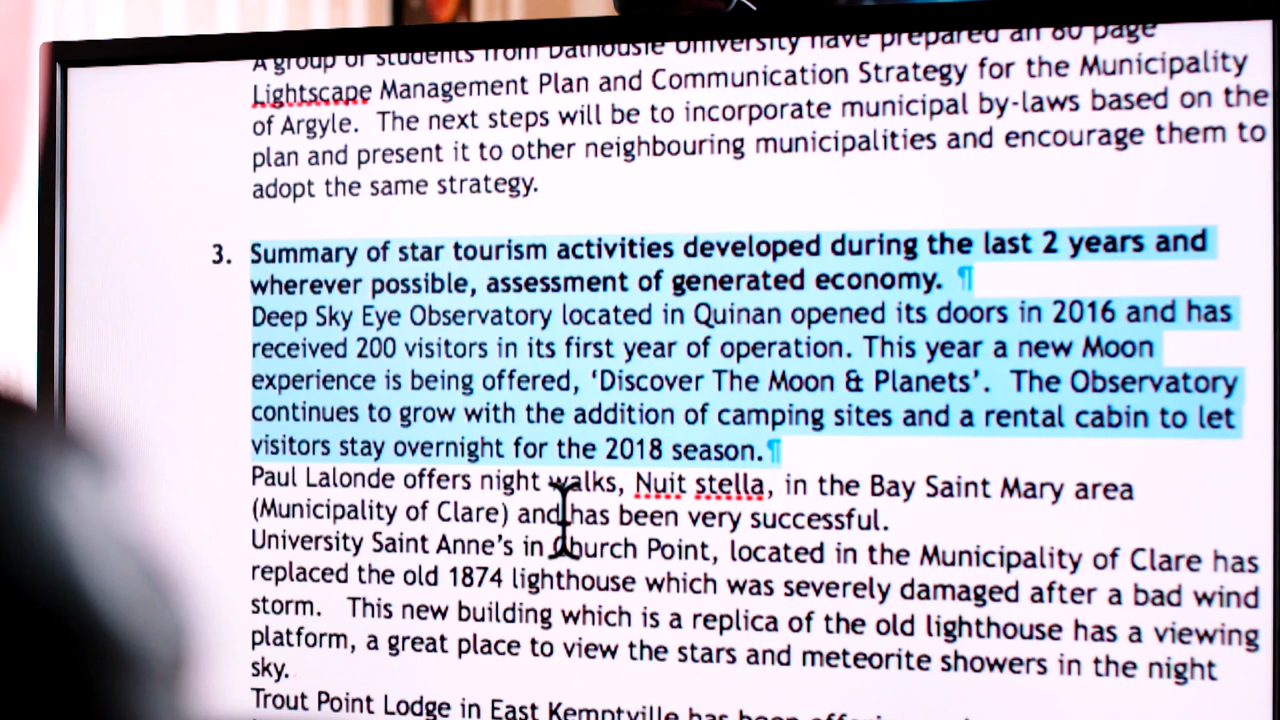 A group of students from Dalhousie University have prepared an 80 page
Lightscape Management Plan and Communication Strategy for the Municipality
of Argyle. The next steps will be to incorporate municipal by-laws based on the
plan and present it to other neighbouring municipalities and encourage them to
adopt the same strategy.
3. Summary of star tourism activities developed during the last 2 years and
wherever possible, assessment of generated economy. ¶
Deep Sky Eye Observatory located in Quinan opened its doors in 2016 and has
received 200 visitors in its first year of operation. This year a new Moon
experience is being offered, ‘Discover The Moon & Planets’. The Observatory
continues to grow with the addition of camping sites and a rental cabin to let
visitors stay overnight for the 2018 season.¶
Paul Lalonde offers night walks, Nuit stella, in the Bay Saint Mary area
(Municipality of Clare) and has been very successful.
University Saint Anne’s in Church Point, located in the Municipality of Clare has
replaced the old 1874 lighthouse which was severely damaged after a bad wind
storm. This new building which is a replica of the old lighthouse has a viewing
platform, a great place to view the stars and meteorite showers in the night
sky.
Trout Point Lodge in East Kemptville has been